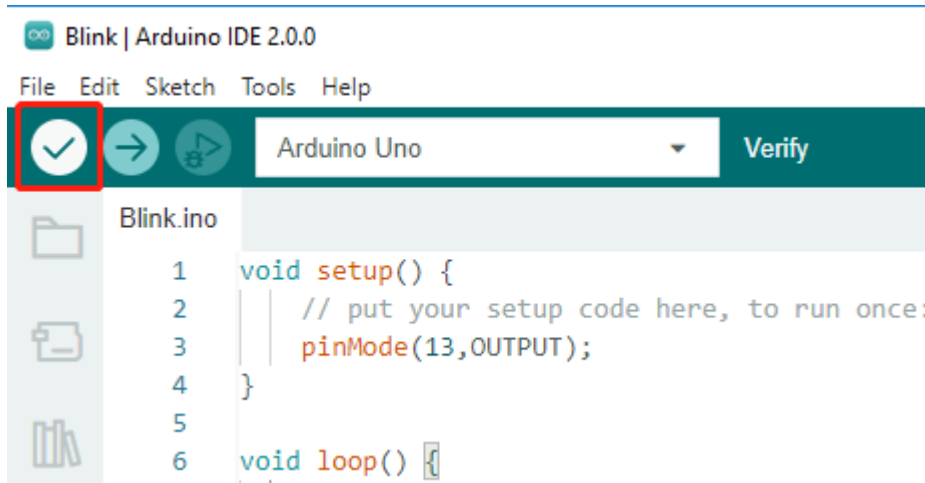 Blink | Arduino IDE 2.0.0
File Edit Sketch Tools Help
Arduino Uno Verify
Blink.ino
1 void setup() {
2 // put your setup code here, to run once:
3 pinMode(13,OUTPUT);
4 }
5
6 void loop() {